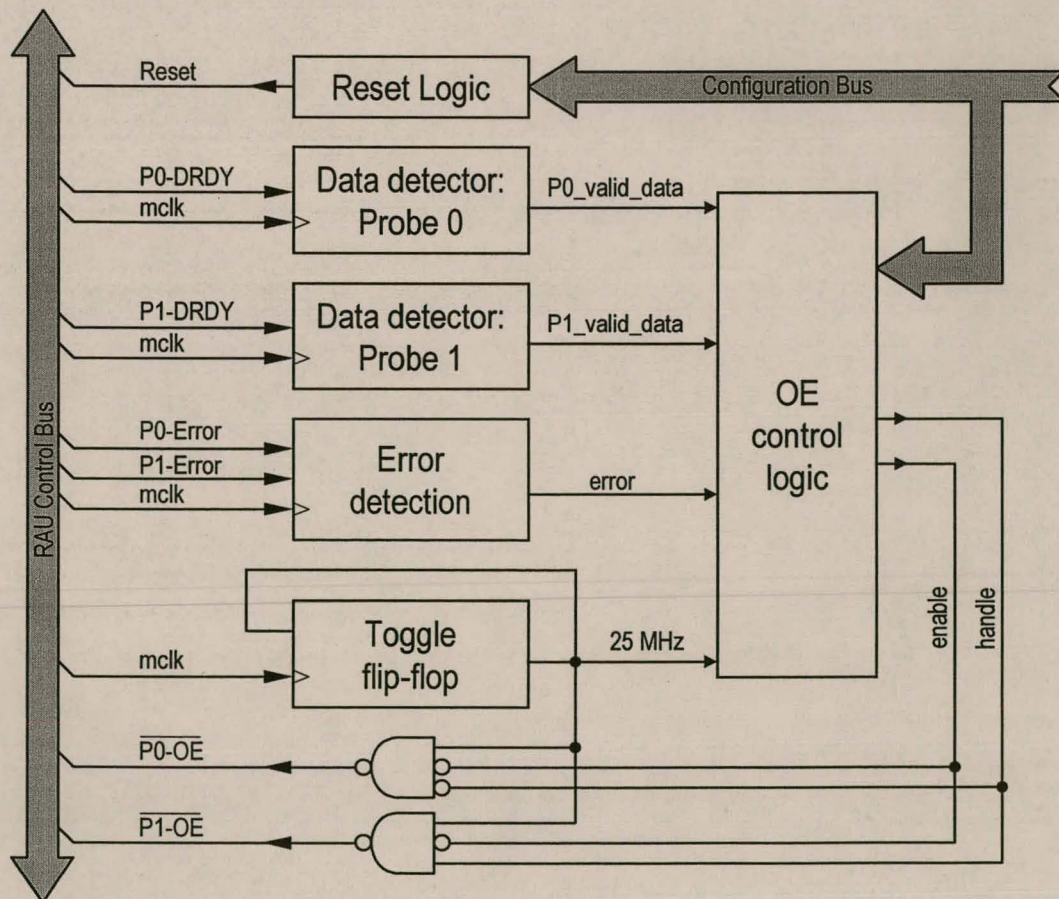 Reset
Reset Logic
Configuration Bus
P0-DRDY
mclk
Data detector:
Probe 0
P0_valid_data
P1-DRDY
mclk
Data detector:
Probe 1
P1_valid_data
OE
control
logic
P0-Error
P1-Error
mclk
Error
detection
error
RAU Control Bus
mclk
Toggle
flip-flop
25 MHz
enable
handle
P0-OE
P1-OE